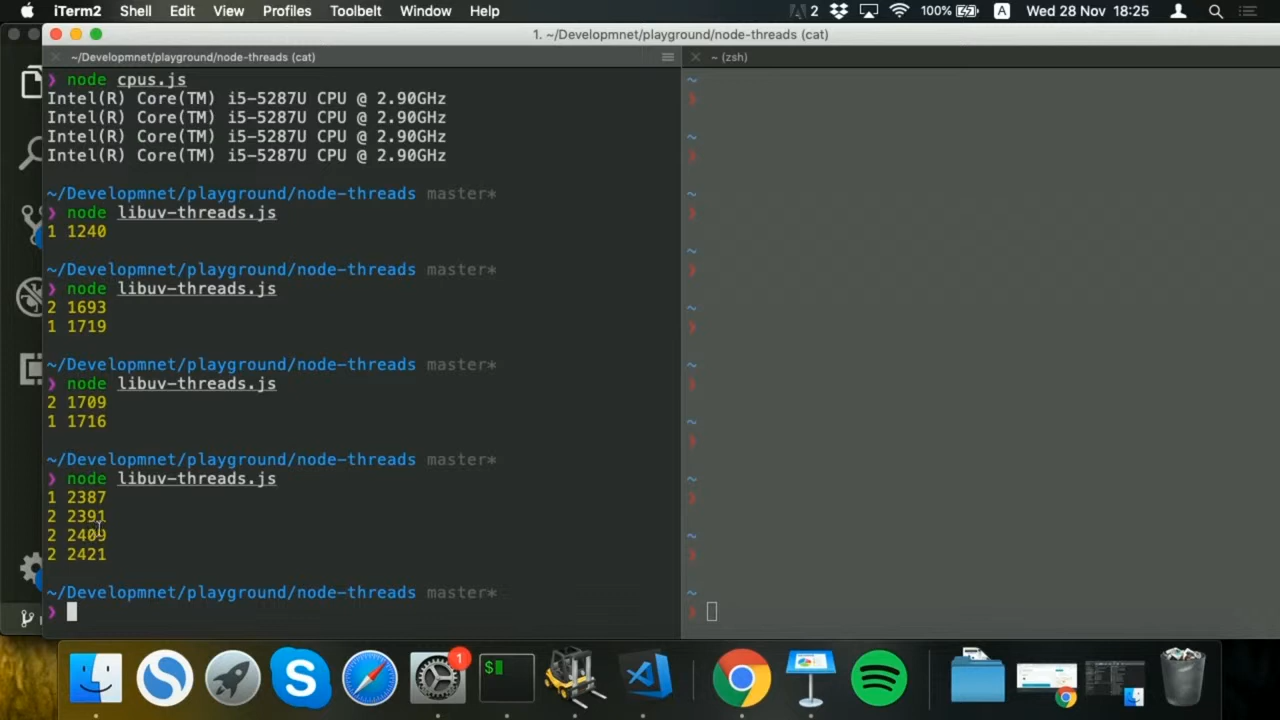 iTerm2 Shell Edit View Profiles Toolbelt Window Help 2 100% A Wed 28 Nov 18:25
1. ~/Developmnet/playground/node-threads (cat)
~/Developmnet/playground/node-threads (cat)
~ (zsh)
❯ node cpus.js
Intel(R) Core(TM) i5-5287U CPU @ 2.90GHz
Intel(R) Core(TM) i5-5287U CPU @ 2.90GHz
Intel(R) Core(TM) i5-5287U CPU @ 2.90GHz
Intel(R) Core(TM) i5-5287U CPU @ 2.90GHz
~/Developmnet/playground/node-threads master*
❯ node libuv-threads.js
1 1240
~/Developmnet/playground/node-threads master*
❯ node libuv-threads.js
2 1693
1 1719
~/Developmnet/playground/node-threads master*
❯ node libuv-threads.js
2 1709
1 1716
~/Developmnet/playground/node-threads master*
❯ node libuv-threads.js
1 2387
2 2391
2 2409
2 2421
~/Developmnet/playground/node-threads master*
❯
~
❯
~
❯
~
❯
~
❯
~
❯
~
❯
~
❯
~
❯
~
❯
1
$